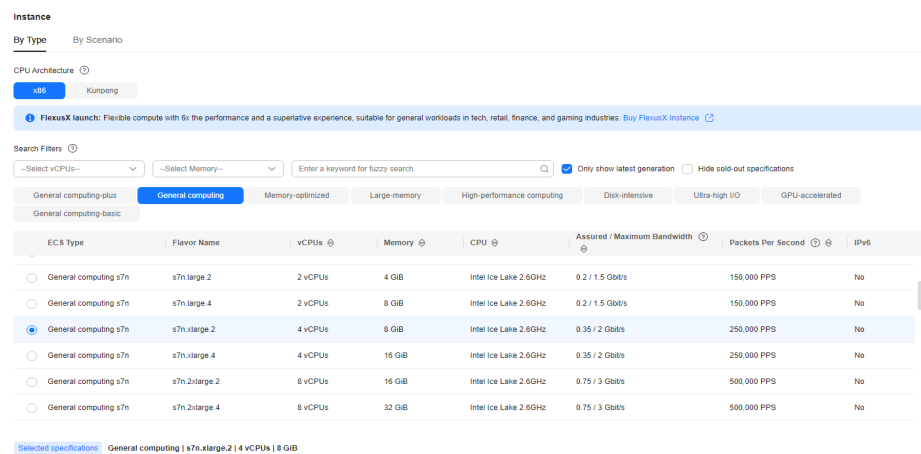 Instance
By Type By Scenario
CPU Architecture ?
x86 Kunpeng
FlexusX launch: Flexible compute with 6x the performance and a superlative experience, suitable for general workloads in tech, retail, finance, and gaming industries. Buy FlexusX Instance
Search Filters ?
--Select vCPUs-- --Select Memory-- Enter a keyword for fuzzy search. Only show latest generation Hide sold-out specifications
General computing-plus General computing Memory-optimized Large-memory High-performance computing Disk-intensive Ultra-high I/O GPU-accelerated
General computing-basic
ECS Type Flavor Name vCPUs Memory CPU Assured / Maximum Bandwidth ? Packets Per Second ? IPv6
General computing s7n s7n.large.2 2 vCPUs 4 GiB Intel Ice Lake 2.6GHz 0.2 / 1.5 Gbit/s 150,000 PPS No
General computing s7n s7n.large.4 2 vCPUs 8 GiB Intel Ice Lake 2.6GHz 0.2 / 1.5 Gbit/s 150,000 PPS No
General computing s7n s7n.xlarge.2 4 vCPUs 8 GiB Intel Ice Lake 2.6GHz 0.35 / 2 Gbit/s 250,000 PPS No
General computing s7n s7n.xlarge.4 4 vCPUs 16 GiB Intel Ice Lake 2.6GHz 0.35 / 2 Gbit/s 250,000 PPS No
General computing s7n s7n.2xlarge.2 8 vCPUs 16 GiB Intel Ice Lake 2.6GHz 0.75 / 3 Gbit/s 500,000 PPS No
General computing s7n s7n.2xlarge.4 8 vCPUs 32 GiB Intel Ice Lake 2.6GHz 0.75 / 3 Gbit/s 500,000 PPS No
Selected specifications General computing | s7n.xlarge.2 | 4 vCPUs | 8 GiB